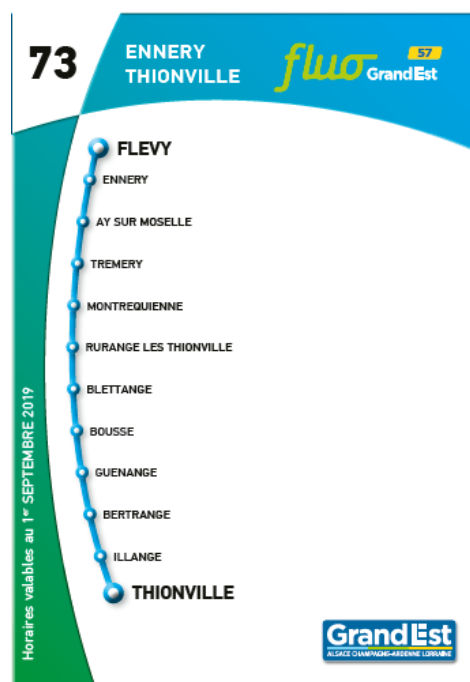 73
ENNERY
THIONVILLE
fluo
57
GrandEst
FLEVY
ENNERY
AY SUR MOSELLE
TREMERY
MONTREQUIENNE
RURANGE LES THIONVILLE
BLETTANGE
BOUSSE
GUENANGE
BERTRANGE
ILLANGE
THIONVILLE
Horaires valables au 1er SEPTEMBRE 2019
GrandEst
ALSACE CHAMPAGNE-ARDENNE LORRAINE